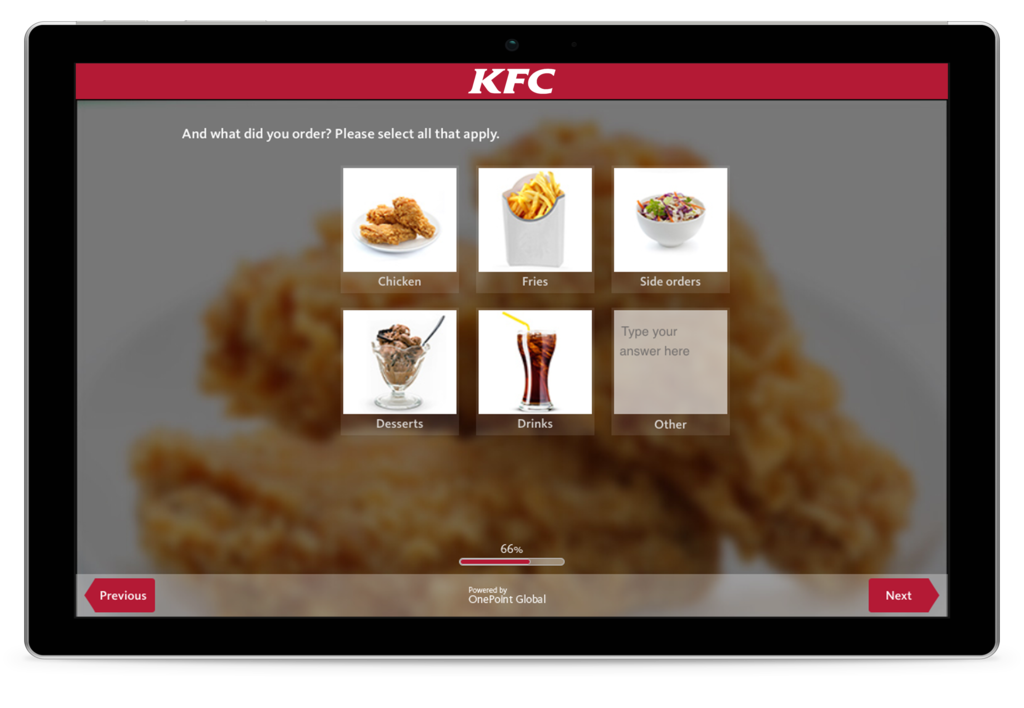 KFC
And what did you order? Please select all that apply.
Chicken
Fries
Side orders
Type your
answer here
Desserts
Drinks
Other
66%
Previous
Powered by
OnePoint Global
Next